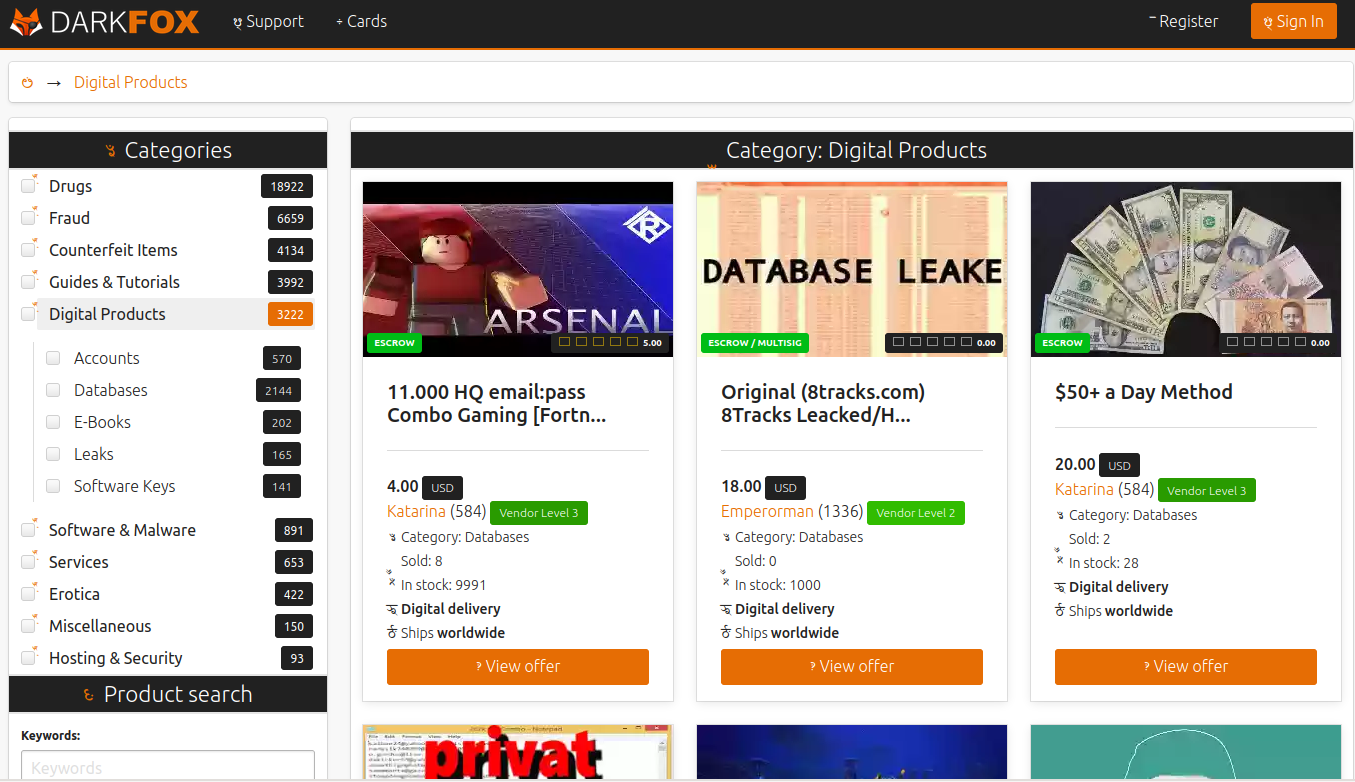 DARKFOX
Support
Cards
Register
Sign In
→ Digital Products
Categories
Drugs 18922
Fraud 6659
Counterfeit Items 4134
Guides & Tutorials 3992
Digital Products 3222
Accounts 570
Databases 2144
E-Books 202
Leaks 165
Software Keys 141
Software & Malware 891
Services 653
Erotica 422
Miscellaneous 150
Hosting & Security 93
Product search
Keywords:
Keywords
Category: Digital Products
ARSENAL
ESCROW
5.00
11.000 HQ email:pass
Combo Gaming [Fortn...
4.00 USD
Katarina (584) Vendor Level 3
Category: Databases
Sold: 8
In stock: 9991
Digital delivery
Ships worldwide
View offer
DATABASE LEAKE
ESCROW / MULTISIG
0.00
Original (8tracks.com)
8Tracks Leacked/H...
18.00 USD
Emperorman (1336) Vendor Level 2
Category: Databases
Sold: 0
In stock: 1000
Digital delivery
Ships worldwide
View offer
ESCROW
0.00
$50+ a Day Method
20.00 USD
Katarina (584) Vendor Level 3
Category: Databases
Sold: 2
In stock: 28
Digital delivery
Ships worldwide
View offer
privat